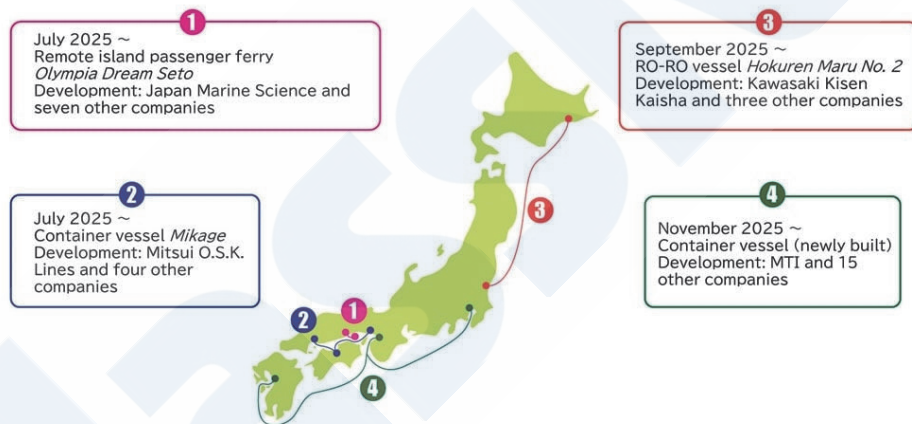 1
July 2025 ~
Remote island passenger ferry
Olympia Dream Seto
Development: Japan Marine Science and
seven other companies
2
July 2025 ~
Container vessel Mikage
Development: Mitsui O.S.K.
Lines and four other
companies
3
September 2025 ~
RO-RO vessel Hokuren Maru No. 2
Development: Kawasaki Kisen
Kaisha and three other companies
4
November 2025 ~
Container vessel (newly built)
Development: MTI and 15
other companies
3
1
2
4